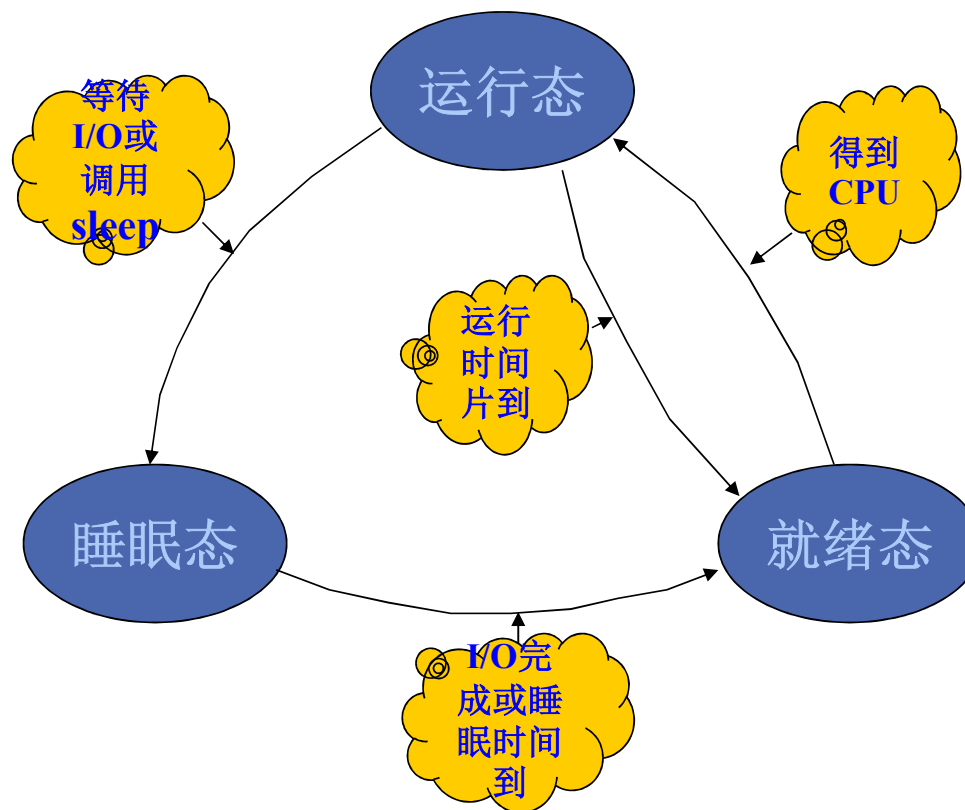 运行态
等待
I/O或
调用
sleep
得到
CPU
运行
时间
片到
睡眠态
就绪态
I/O完
成或睡
眠时间
到